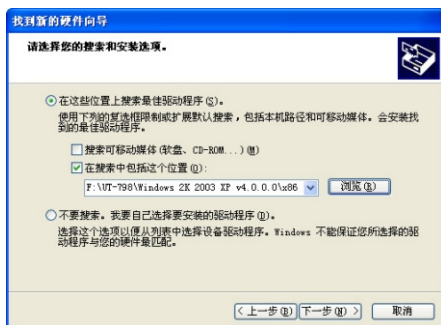 找到新的硬件向导
请选择您的搜索和安装选项。
在这些位置上搜索最佳驱动程序(S)。
使用下列的复选框限制或扩展默认搜索，包括本机路径和可移动媒体。会安装找
到的最佳驱动程序。
搜索可移动媒体(软盘、CD-ROM...)(M)
在搜索中包括这个位置(O):
F:\UT-798\Windows 2K 2003 XP v4.0.0.0\x86
浏览(R)
不要搜索。我要自己选择要安装的驱动程序(D)。
选择这个选项以便从列表中选择设备驱动程序。Windows 不能保证您所选择的驱
动程序与您的硬件最匹配。
< 上一步(B) 下一步(N) > 取消